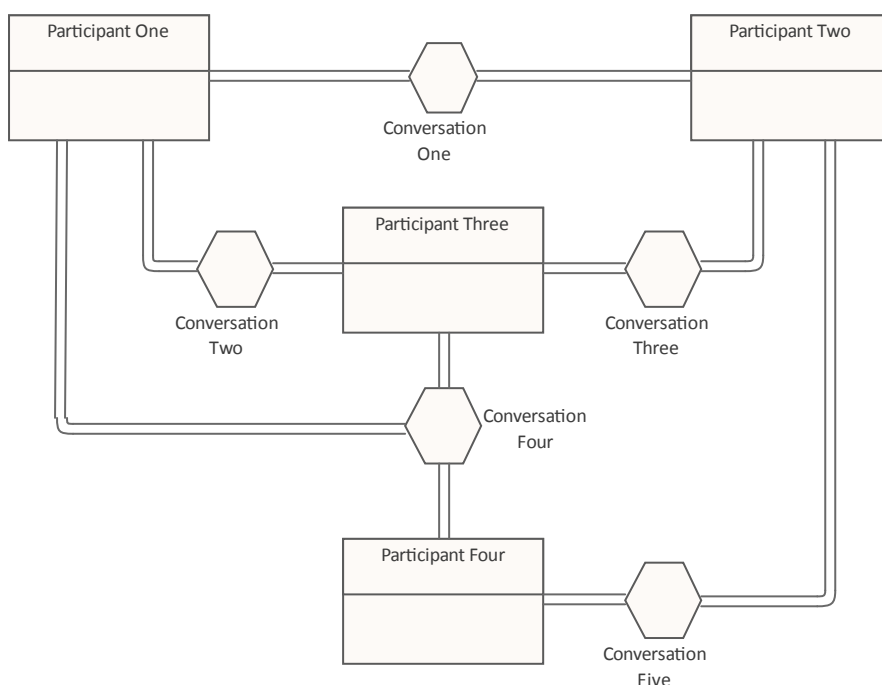 Participant One
Participant Two
Conversation
One
Participant Three
Conversation
Two
Conversation
Three
Conversation
Four
Participant Four
Conversation
Five